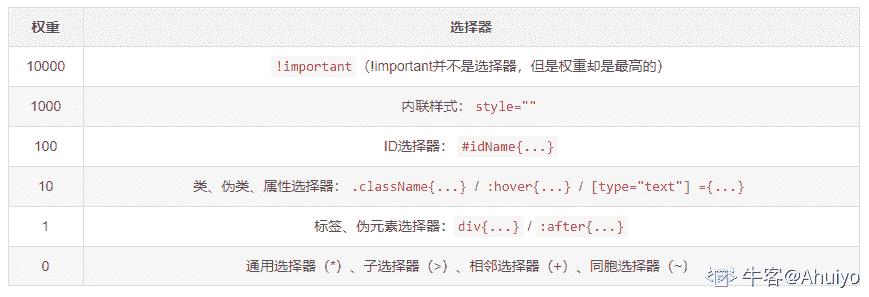 权重 选择器
10000 !important (!important并不是选择器，但是权重却是最高的)
1000 内联样式： style=""
100 ID选择器： #idName{...}
10 类、伪类、属性选择器： .className{...} / :hover{...} / [type="text"] ={...}
1 标签、伪元素选择器： div{...} / :after{...}
0 通用选择器（*）、子选择器（>）、相邻选择器（+）、同胞选择器（~）
牛客@Ahuiyo